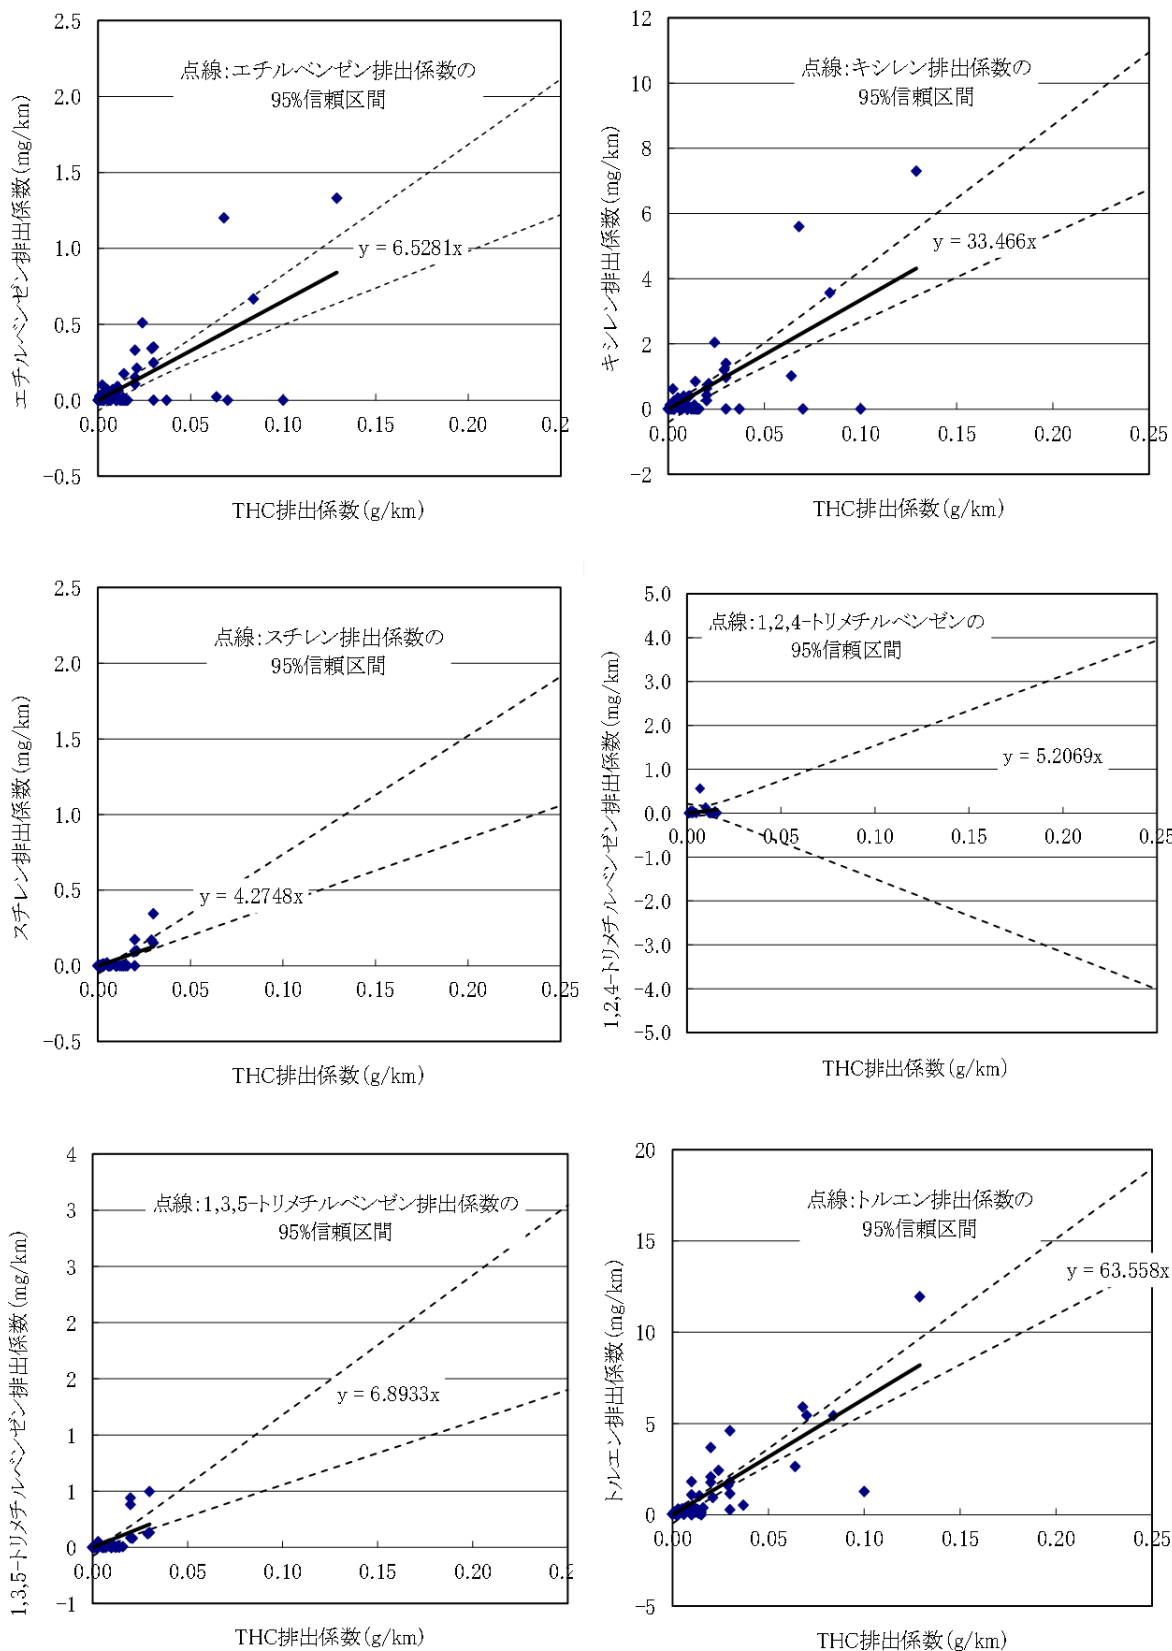 点線:エチルベンゼン排出係数の
95%信頼区間
エチルベンゼン排出係数(mg/km)
2.5
2.0
1.5
1.0
0.5
0.0
-0.5
y = 6.5281x
0.00
0.05
0.10
0.15
0.20
0.2
THC排出係数(g/km)
点線:キシレン排出係数の
95%信頼区間
キシレン排出係数(mg/km)
12
10
8
6
4
2
0
-2
y = 33.466x
0.00
0.05
0.10
0.15
0.20
0.25
THC排出係数(g/km)
点線:スチレン排出係数の
95%信頼区間
スチレン排出係数(mg/km)
2.5
2.0
1.5
1.0
0.5
0.0
-0.5
y = 4.2748x
0.00
0.05
0.10
0.15
0.20
0.25
THC排出係数(g/km)
点線:1,2,4-トリメチルベンゼンの
95%信頼区間
1,2,4-トリメチルベンゼン排出係数(mg/km)
5.0
4.0
3.0
2.0
1.0
0.0
-1.0
-2.0
-3.0
-4.0
-5.0
y = 5.2069x
0.00
0.05
0.10
0.15
0.20
0.25
THC排出係数(g/km)
点線:1,3,5-トリメチルベンゼン排出係数の
95%信頼区間
1,3,5-トリメチルベンゼン排出係数(mg/km)
4
3
3
2
2
1
1
0
-1
y = 6.8933x
0.00
0.05
0.10
0.15
0.20
0.2
THC排出係数(g/km)
点線:トルエン排出係数の
95%信頼区間
トルエン排出係数(mg/km)
20
15
10
5
0
-5
y = 63.558x
0.00
0.05
0.10
0.15
0.20
0.25
THC排出係数(g/km)